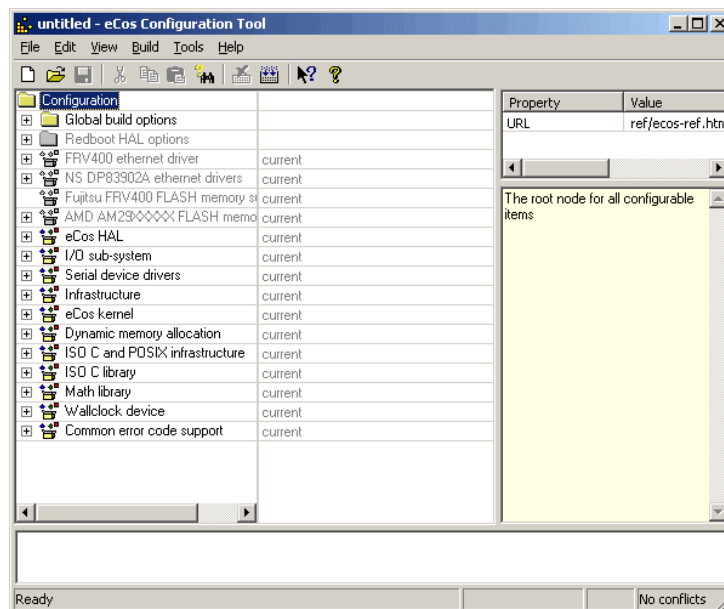 untitled - eCos Configuration Tool
File Edit View Build Tools Help
Configuration
Global build options
Redboot HAL options
FRV400 ethernet driver current
NS DP83902A ethernet drivers current
Fujitsu FRV400 FLASH memory su current
AMD AM29XXXXX FLASH memo current
eCos HAL current
I/O sub-system current
Serial device drivers current
Infrastructure current
eCos kernel current
Dynamic memory allocation current
ISO C and POSIX infrastructure current
ISO C library current
Math library current
Wallclock device current
Common error code support current
Property Value
URL ref/ecos-ref.htm
The root node for all configurable
items
Ready No conflicts